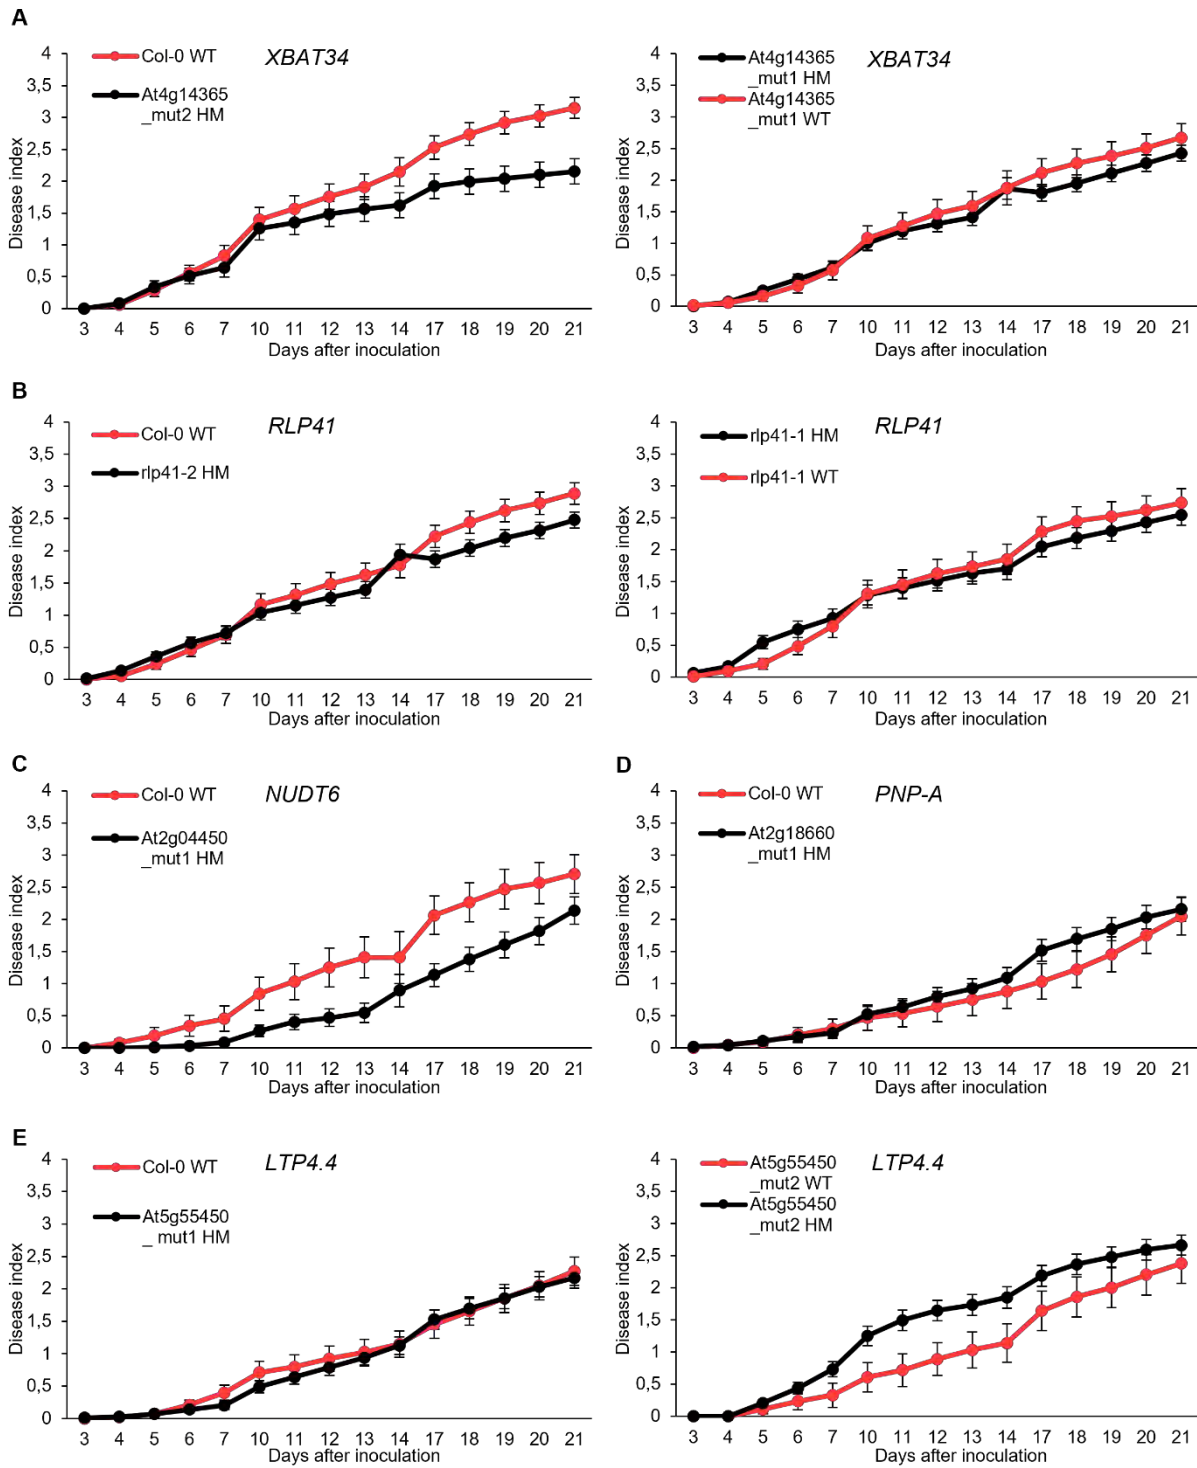 A
XBAT34
Col-0 WT
At4g14365
_mut2 HM
Disease index
4
3,5
3
2,5
2
1,5
1
0,5
0
3 4 5 6 7 10 11 12 13 14 17 18 19 20 21
Days after inoculation
XBAT34
At4g14365
_mut1 HM
At4g14365
_mut1 WT
Disease index
4
3,5
3
2,5
2
1,5
1
0,5
0
3 4 5 6 7 10 11 12 13 14 17 18 19 20 21
Days after inoculation
B
RLP41
Col-0 WT
rlp41-2 HM
Disease index
4
3,5
3
2,5
2
1,5
1
0,5
0
3 4 5 6 7 10 11 12 13 14 17 18 19 20 21
Days after inoculation
RLP41
rlp41-1 HM
rlp41-1 WT
Disease index
4
3,5
3
2,5
2
1,5
1
0,5
0
3 4 5 6 7 10 11 12 13 14 17 18 19 20 21
Days after inoculation
C
NUDT6
Col-0 WT
At2g04450
_mut1 HM
Disease index
4
3,5
3
2,5
2
1,5
1
0,5
0
3 4 5 6 7 10 11 12 13 14 17 18 19 20 21
Days after inoculation
D
PNP-A
Col-0 WT
At2g18660
_mut1 HM
Disease index
4
3,5
3
2,5
2
1,5
1
0,5
0
3 4 5 6 7 10 11 12 13 14 17 18 19 20 21
Days after inoculation
E
LTP4.4
Col-0 WT
At5g55450
_ mut1 HM
Disease index
4
3,5
3
2,5
2
1,5
1
0,5
0
3 4 5 6 7 10 11 12 13 14 17 18 19 20 21
Days after inoculation
LTP4.4
At5g55450
_mut2 WT
At5g55450
_mut2 HM
Disease index
4
3,5
3
2,5
2
1,5
1
0,5
0
3 4 5 6 7 10 11 12 13 14 17 18 19 20 21
Days after inoculation